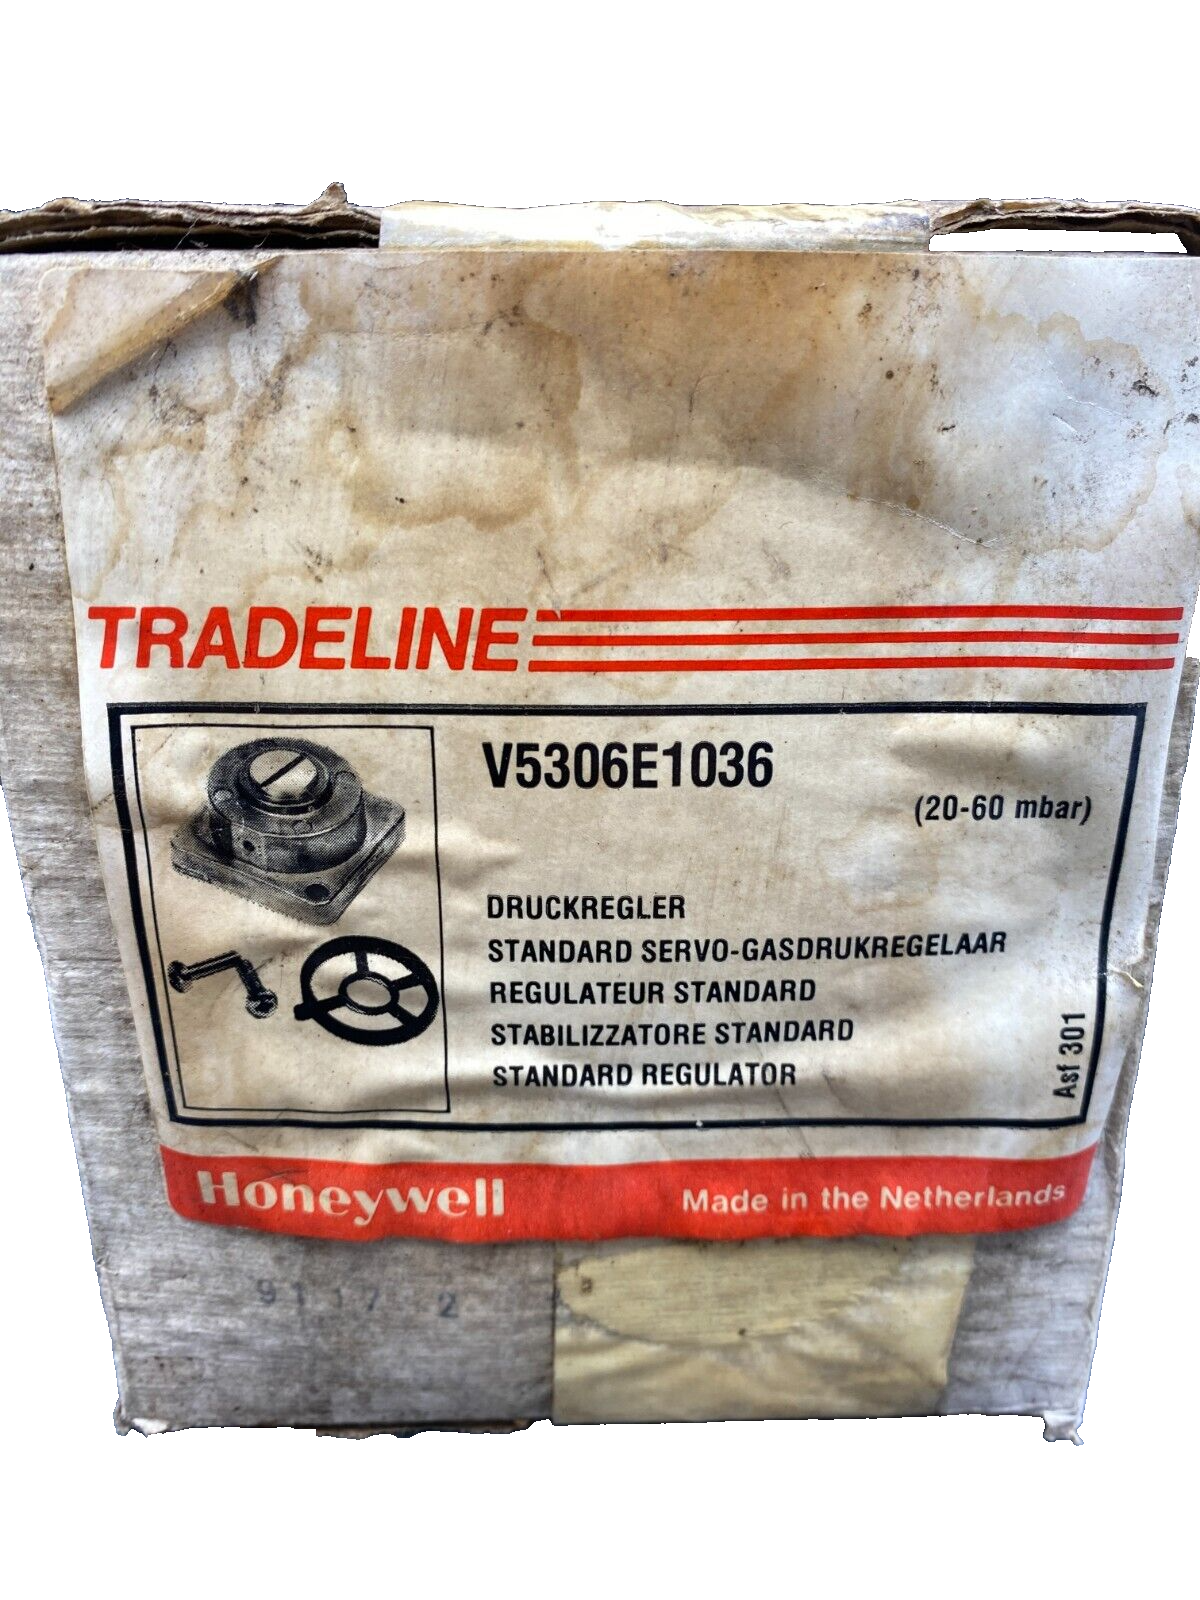 TRADELINE
V5306E1036
(20-60 mbar)
DRUCKREGLER
STANDARD SERVO-GASDRUKREGELAAR
REGULATEUR STANDARD
STABILIZZATORE STANDARD
STANDARD REGULATOR
Asf 301
Honeywell
Made in the Netherlands
2